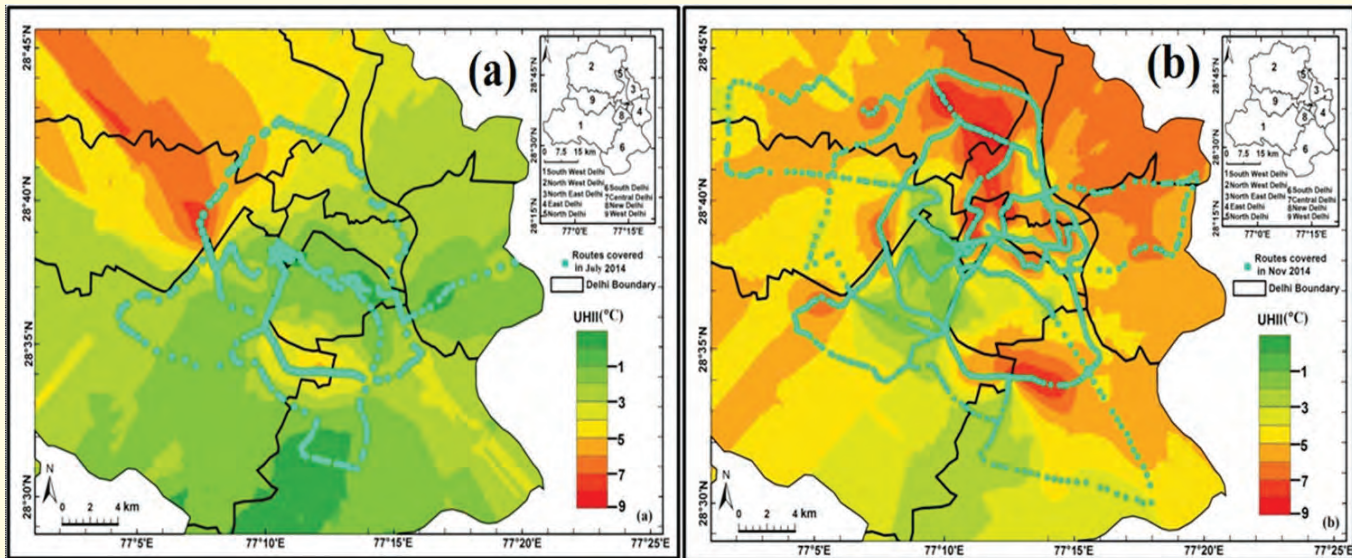 (a)
28°45'N
28°40'N
28°35'N
28°30'N
77°5'E
77°10'E
77°15'E
77°20'E
77°25'E
N
0 2 4 km
N
28°45'N
28°30'N
28°15'N
2
5
3
9
7
4
8
1
6
0 7.5 15 km
1 South West Delhi
2 North West Delhi
3 North East Delhi
4 East Delhi
5 North Delhi
6 South Delhi
7 Central Delhi
8 New Delhi
9 West Delhi
77°0'E
77°15'E
Routes covered
in July 2014
Delhi Boundary
UHII(°C)
1
3
5
7
9
(a)
(b)
28°45'N
28°40'N
28°35'N
28°30'N
77°5'E
77°10'E
77°15'E
77°20'E
77°25'E
N
0 2 4 km
N
28°45'N
28°30'N
28°15'N
2
5
3
9
7
4
8
1
6
0 7.5 15 km
1 South West Delhi
2 North West Delhi
3 North East Delhi
4 East Delhi
5 North Delhi
6 South Delhi
7 Central Delhi
8 New Delhi
9 West Delhi
77°0'E
77°15'E
Routes covered
in Nov 2014
Delhi Boundary
UHII(°C)
1
3
5
7
9
(b)